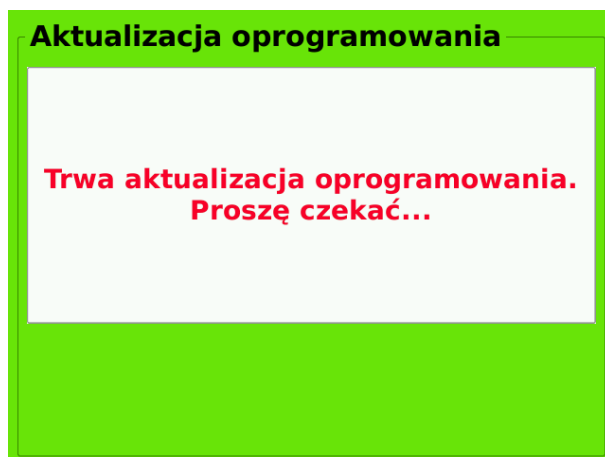 Aktualizacja oprogramowania
Trwa aktualizacja oprogramowania.
Proszę czekać...